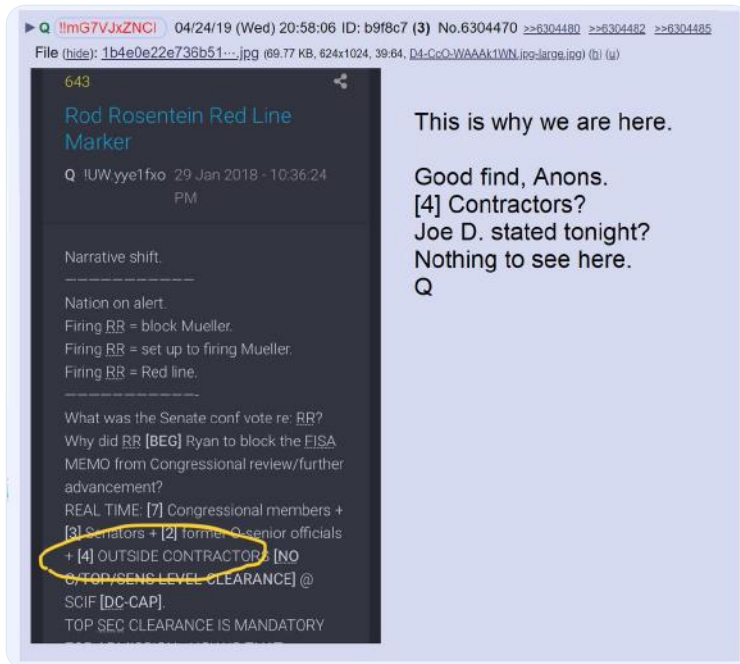 Q !!mG7VJxZNCI 04/24/19 (Wed) 20:58:06 ID: b9f8c7 (3) No.6304470 >>6304480 >>6304482 >>6304485
File (hide): 1b4e0e22e736b51⋯.jpg (69.77 KB, 624x1024, 39:64, D4-CcO-WAAAk1WN.jpg-large.jpg) (h) (u)
643
Rod Rosentein Red Line
Marker
Q !UW.yye1fxo 29 Jan 2018 - 10:36:24
PM
Narrative shift.
———————————
Nation on alert.
Firing RR = block Mueller.
Firing RR = set up to firing Mueller.
Firing RR = Red line.
———————————-
What was the Senate conf vote re: RR?
Why did RR [BEG] Ryan to block the FISA
MEMO from Congressional review/further
advancement?
REAL TIME: [7] Congressional members +
[3] Senators + [2] former O-senior officials
+ [4] OUTSIDE CONTRACTORS [NO
C/TOP/SENS LEVEL CLEARANCE] @
SCIF [DC-CAP].
TOP SEC CLEARANCE IS MANDATORY
This is why we are here.
Good find, Anons.
[4] Contractors?
Joe D. stated tonight?
Nothing to see here.
Q